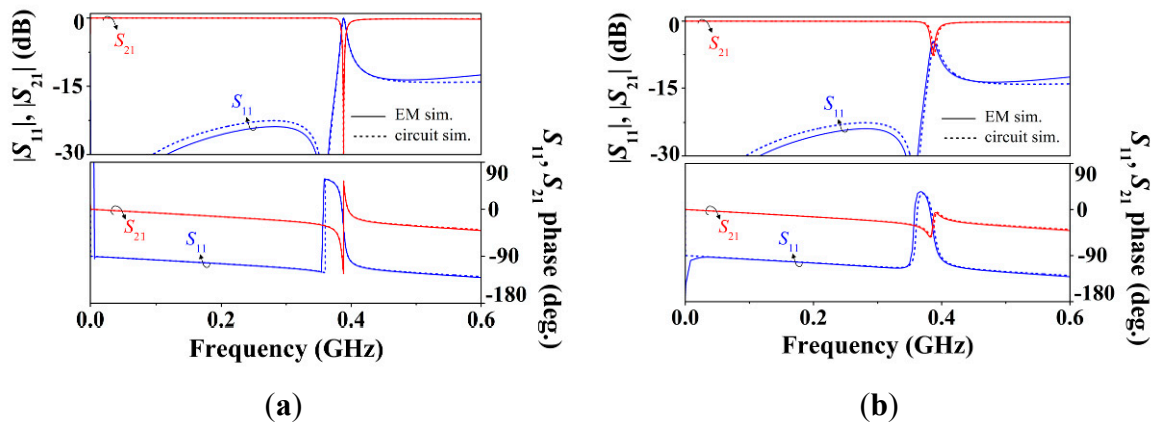 0
-15
-30
|S11|, |S21| (dB)
S21
S11
EM sim.
circuit sim.
90
0
-90
-180
S11, S21 phase (deg.)
S21
S11
0.0 0.2 0.4 0.6
Frequency (GHz)
(a)
0
-15
-30
|S11|, |S21| (dB)
S21
S11
EM sim.
circuit sim.
90
0
-90
-180
S11, S21 phase (deg.)
S21
S11
0.0 0.2 0.4 0.6
Frequency (GHz)
(b)